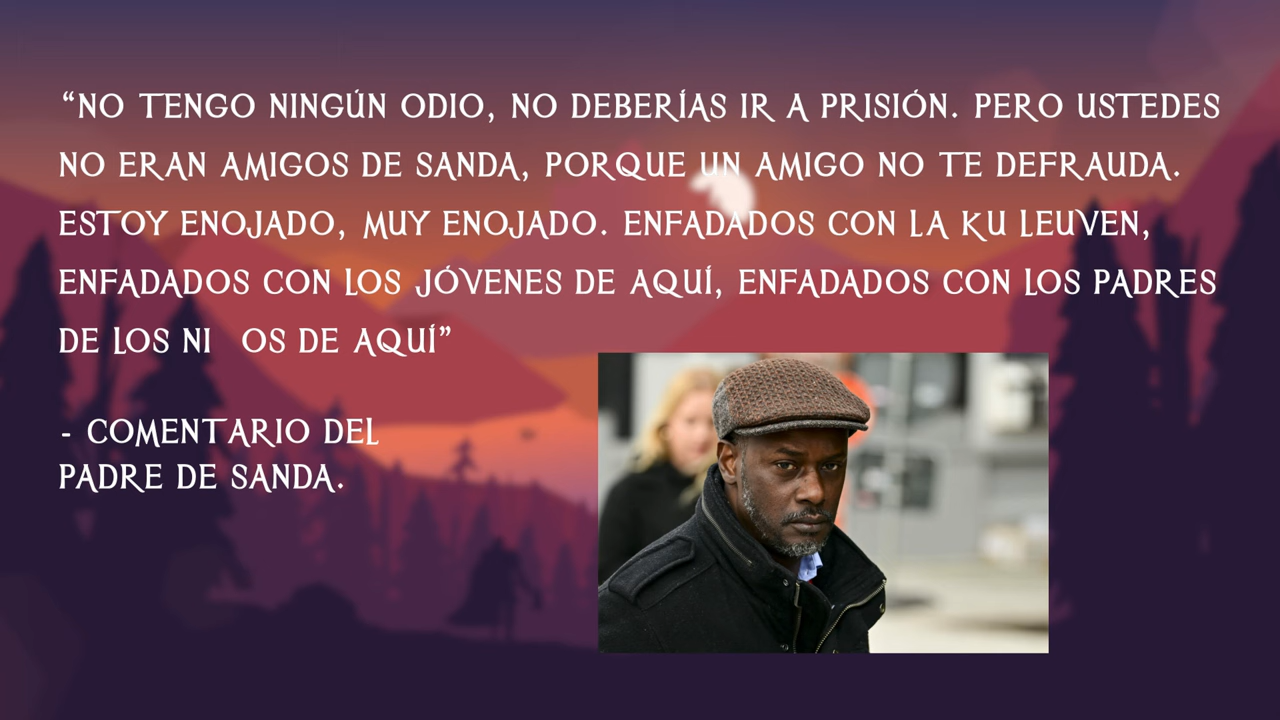 “NO TENGO NINGÚN ODIO, NO DEBERÍAS IR A PRISIÓN. PERO USTEDES
NO ERAN AMIGOS DE SANDA, PORQUE UN AMIGO NO TE DEFRAUDA.
ESTOY ENOJADO, MUY ENOJADO. ENFADADOS CON LA KU LEUVEN,
ENFADADOS CON LOS JÓVENES DE AQUÍ, ENFADADOS CON LOS PADRES
DE LOS NI  OS DE AQUÍ”
- COMENTARIO DEL
PADRE DE SANDA.